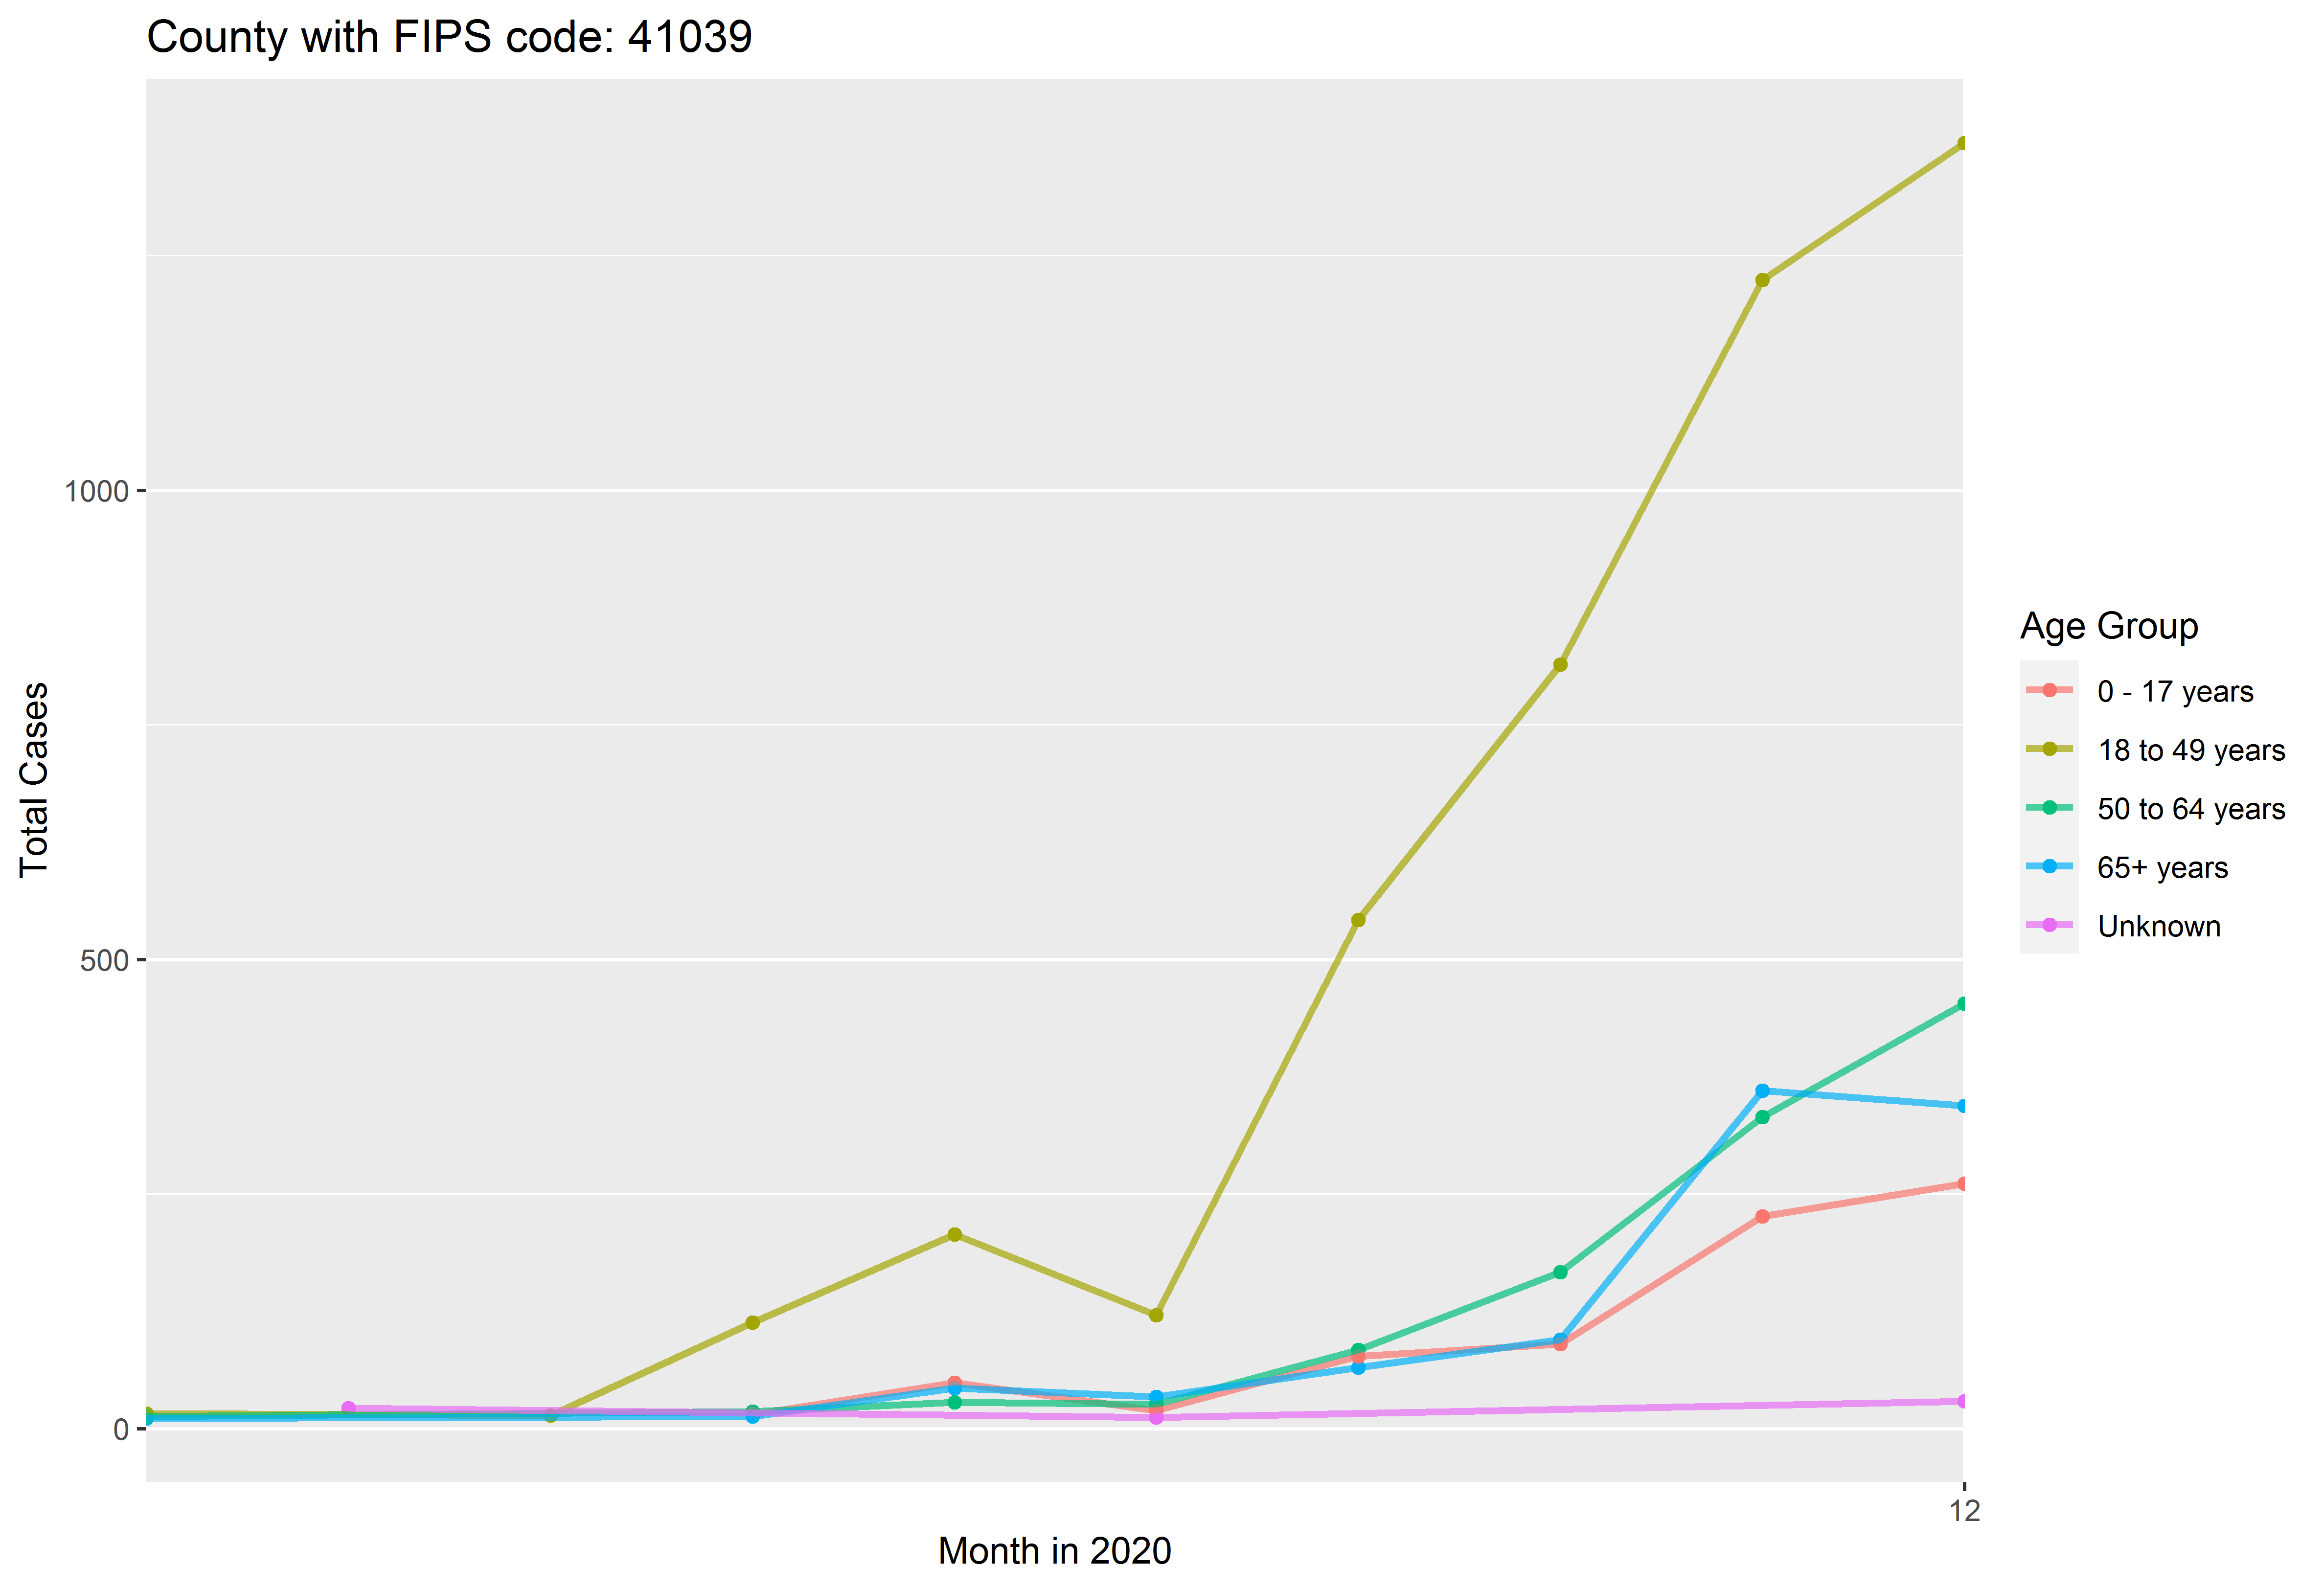 County with FIPS code: 41039
Total Cases
1000
500
0
12
Month in 2020
Age Group
0 - 17 years
18 to 49 years
50 to 64 years
65+ years
Unknown